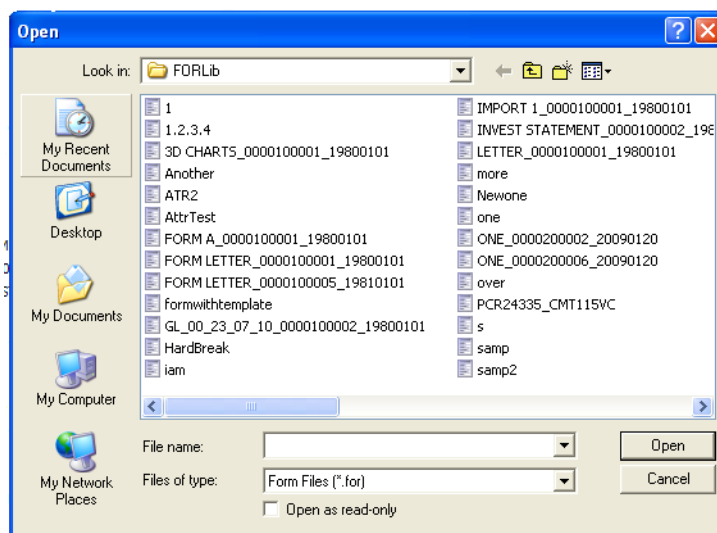 Open
Look in:
FORLib
My Recent
Documents
Desktop
My Documents
My Computer
My Network
Places
1
1.2.3.4
3D CHARTS_0000100001_19800101
Another
ATR2
AttrTest
FORM A_0000100001_19800101
FORM LETTER_0000100001_19800101
FORM LETTER_0000100005_19810101
formwithtemplate
GL_00_23_07_10_0000100002_19800101
HardBreak
iam
IMPORT 1_0000100001_19800101
INVEST STATEMENT_0000100002_198
LETTER_0000100001_19800101
more
Newone
one
ONE_0000200002_20090120
ONE_0000200006_20090120
over
PCR24335_CMT115VC
s
samp
samp2
File name:
Open
Files of type:
Form Files (*.for)
Cancel
Open as read-only